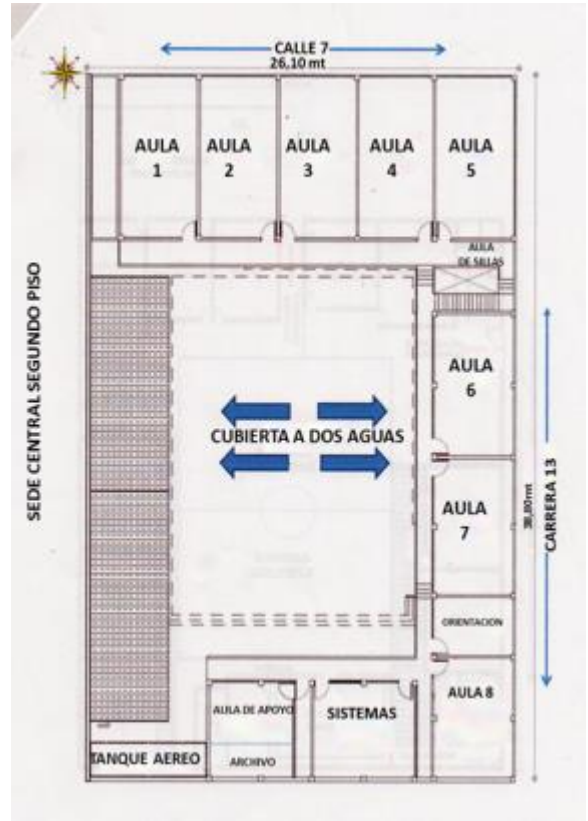 CALLE 7
26,10 mt
AULA
1
AULA
2
AULA
3
AULA
4
AULA
5
AULA
DE SILLAS
SEDE CENTRAL SEGUNDO PISO
AULA
6
CUBIERTA A DOS AGUAS
CARRERA 13
38,80 mt
AULA
7
ORIENTACION
AULA 8
AULA DE APOYO
SISTEMAS
TANQUE AEREO
ARCHIVO